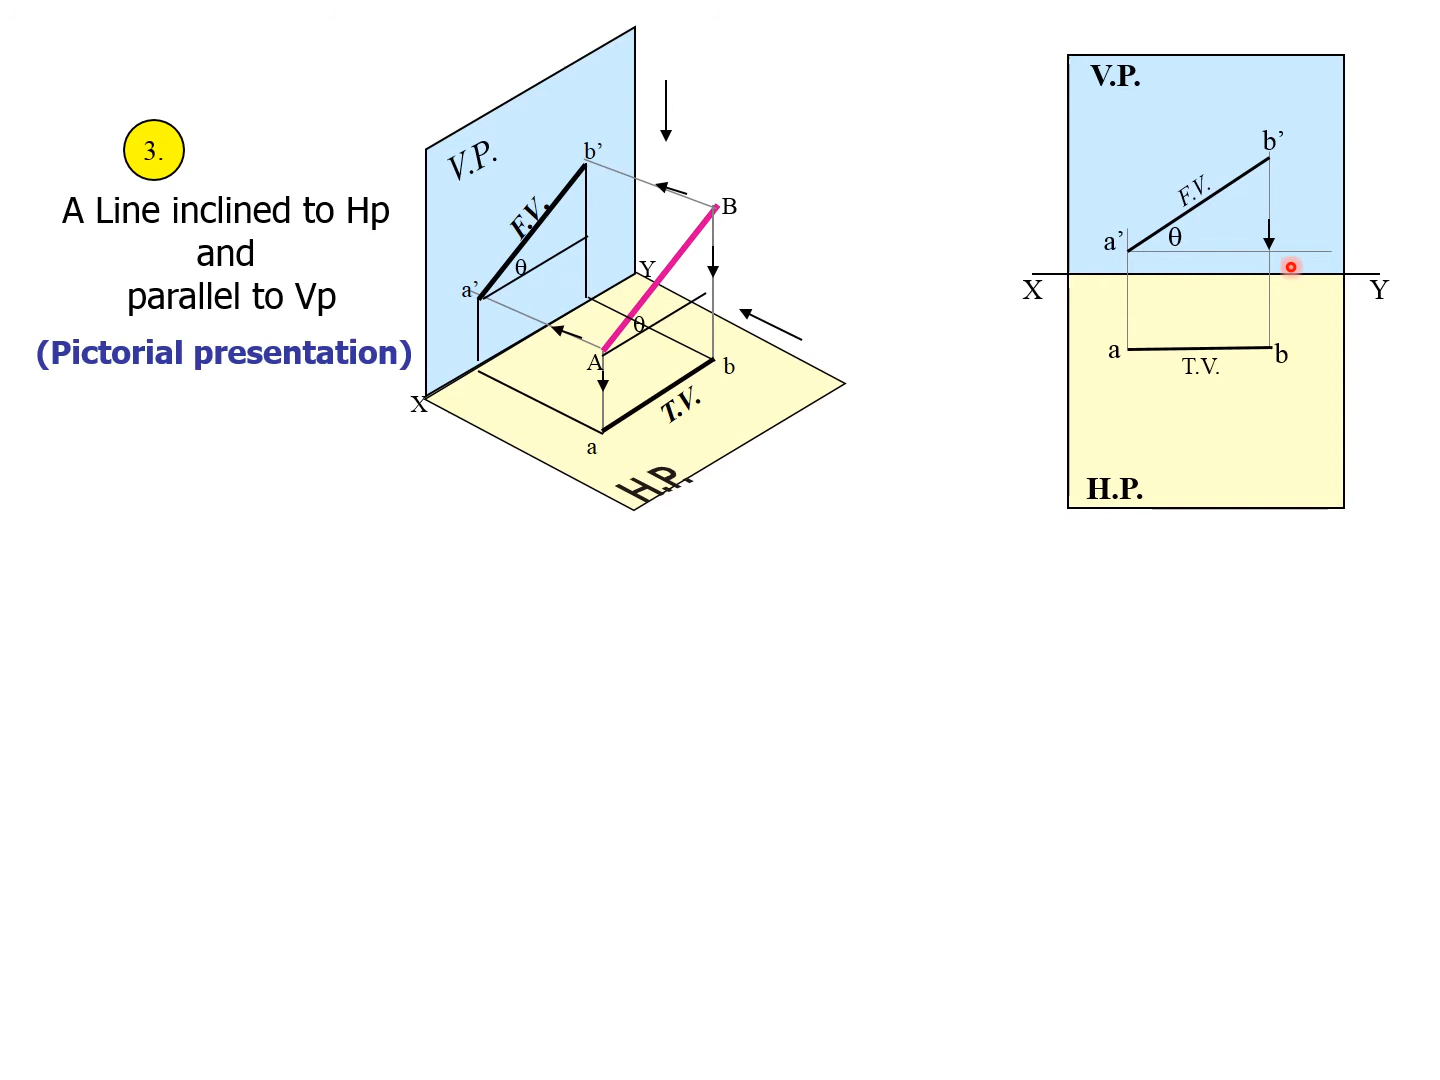 3.
A Line inclined to Hp
and
parallel to Vp
(Pictorial presentation)
V.P.
b’
F.V.
θ
a’
B
Y
θ
A
b
T.V.
X
a
H.P.
V.P.
b’
F.V.
a’
θ
X
Y
a
b
T.V.
H.P.